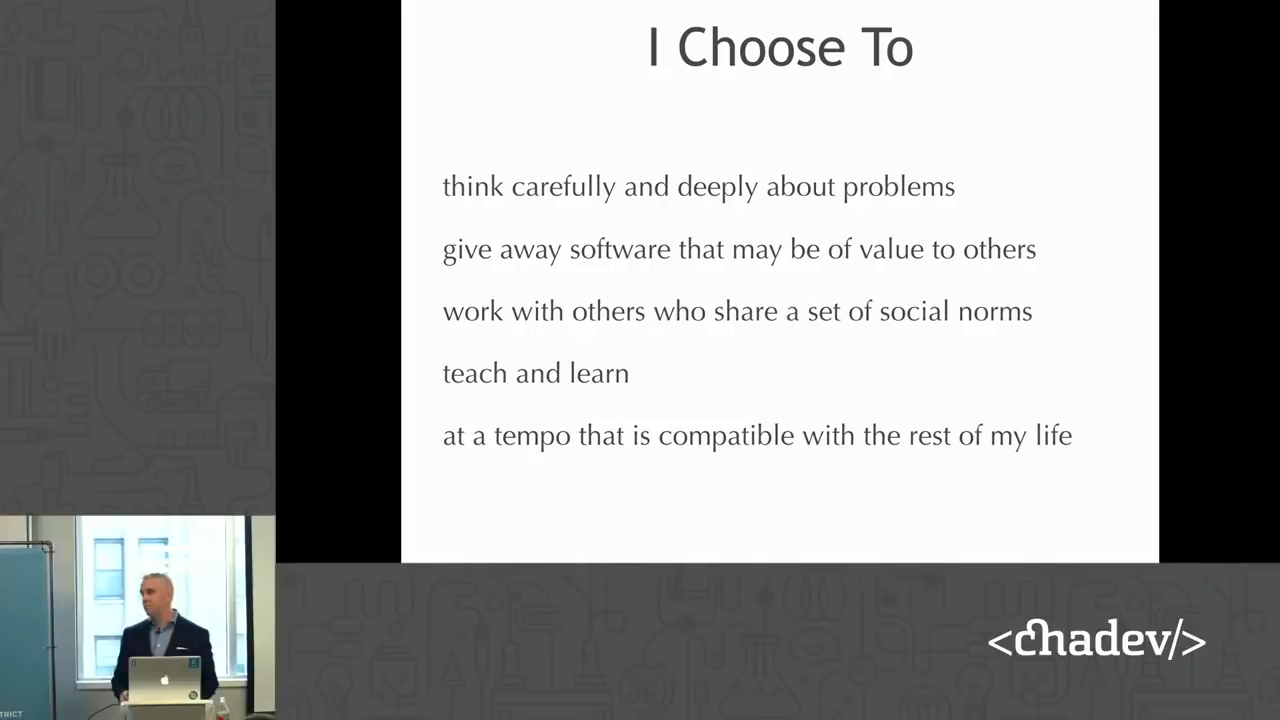 I Choose To
think carefully and deeply about problems
give away software that may be of value to others
work with others who share a set of social norms
teach and learn
at a tempo that is compatible with the rest of my life
<chadev/>
TRICT